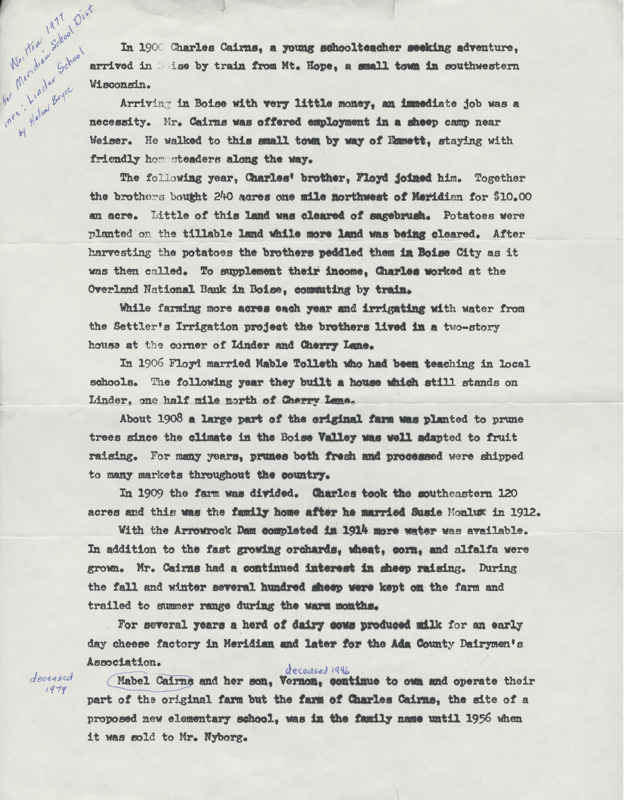 Written 1977
for Meridian School Dist.
in re: Linder School
by Helen Bryce
In 1900 Charles Cairns, a young schoolteacher seeking adventure,
arrived in Boise by train from Mt. Hope, a small town in southwestern
Wisconsin.
Arriving in Boise with very little money, an immediate job was a
necessity. Mr. Cairns was offered employment in a sheep camp near
Weiser. He walked to this small town by way of Emmett, staying with
friendly homesteaders along the way.
The following year, Charles' brother, Floyd joined him. Together
the brothers bought 240 acres one mile northwest of Meridian for $10.00
an acre. Little of this land was cleared of sagebrush. Potatoes were
planted on the tillable land while more land was being cleared. After
harvesting the potatoes the brothers peddled them in Boise City as it
was then called. To supplement their income, Charles worked at the
Overland National Bank in Boise, commuting by train.
While farming more acres each year and irrigating with water from
the Settler's Irrigation project the brothers lived in a two-story
house at the corner of Linder and Cherry Lane.
In 1906 Floyd married Mable Tolleth who had been teaching in local
schools. The following year they built a house which still stands on
Linder, one half mile north of Cherry Lane.
About 1908 a large part of the original farm was planted to prune
trees since the climate in the Boise Valley was well adapted to fruit
raising. For many years, prunes both fresh and processed were shipped
to many markets throughout the country.
In 1909 the farm was divided. Charles took the southeastern 120
acres and this was the family home after he married Susie Monlux in 1912.
With the Arrowrock Dam completed in 1914 more water was available.
In addition to the fast growing orchards, wheat, corn, and alfalfa were
grown. Mr. Cairns had a continued interest in sheep raising. During
the fall and winter several hundred sheep were kept on the farm and
trailed to summer range during the warm months.
For several years a herd of dairy cows produced milk for an early
day cheese factory in Meridian and later for the Ada County Dairymen's
Association.
deceased 1996
deceased
1979
Mabel Cairns and her son, Vernon, continue to own and operate their
part of the original farm but the farm of Charles Cairns, the site of a
proposed new elementary school, was in the family name until 1956 when
it was sold to Mr. Nyborg.